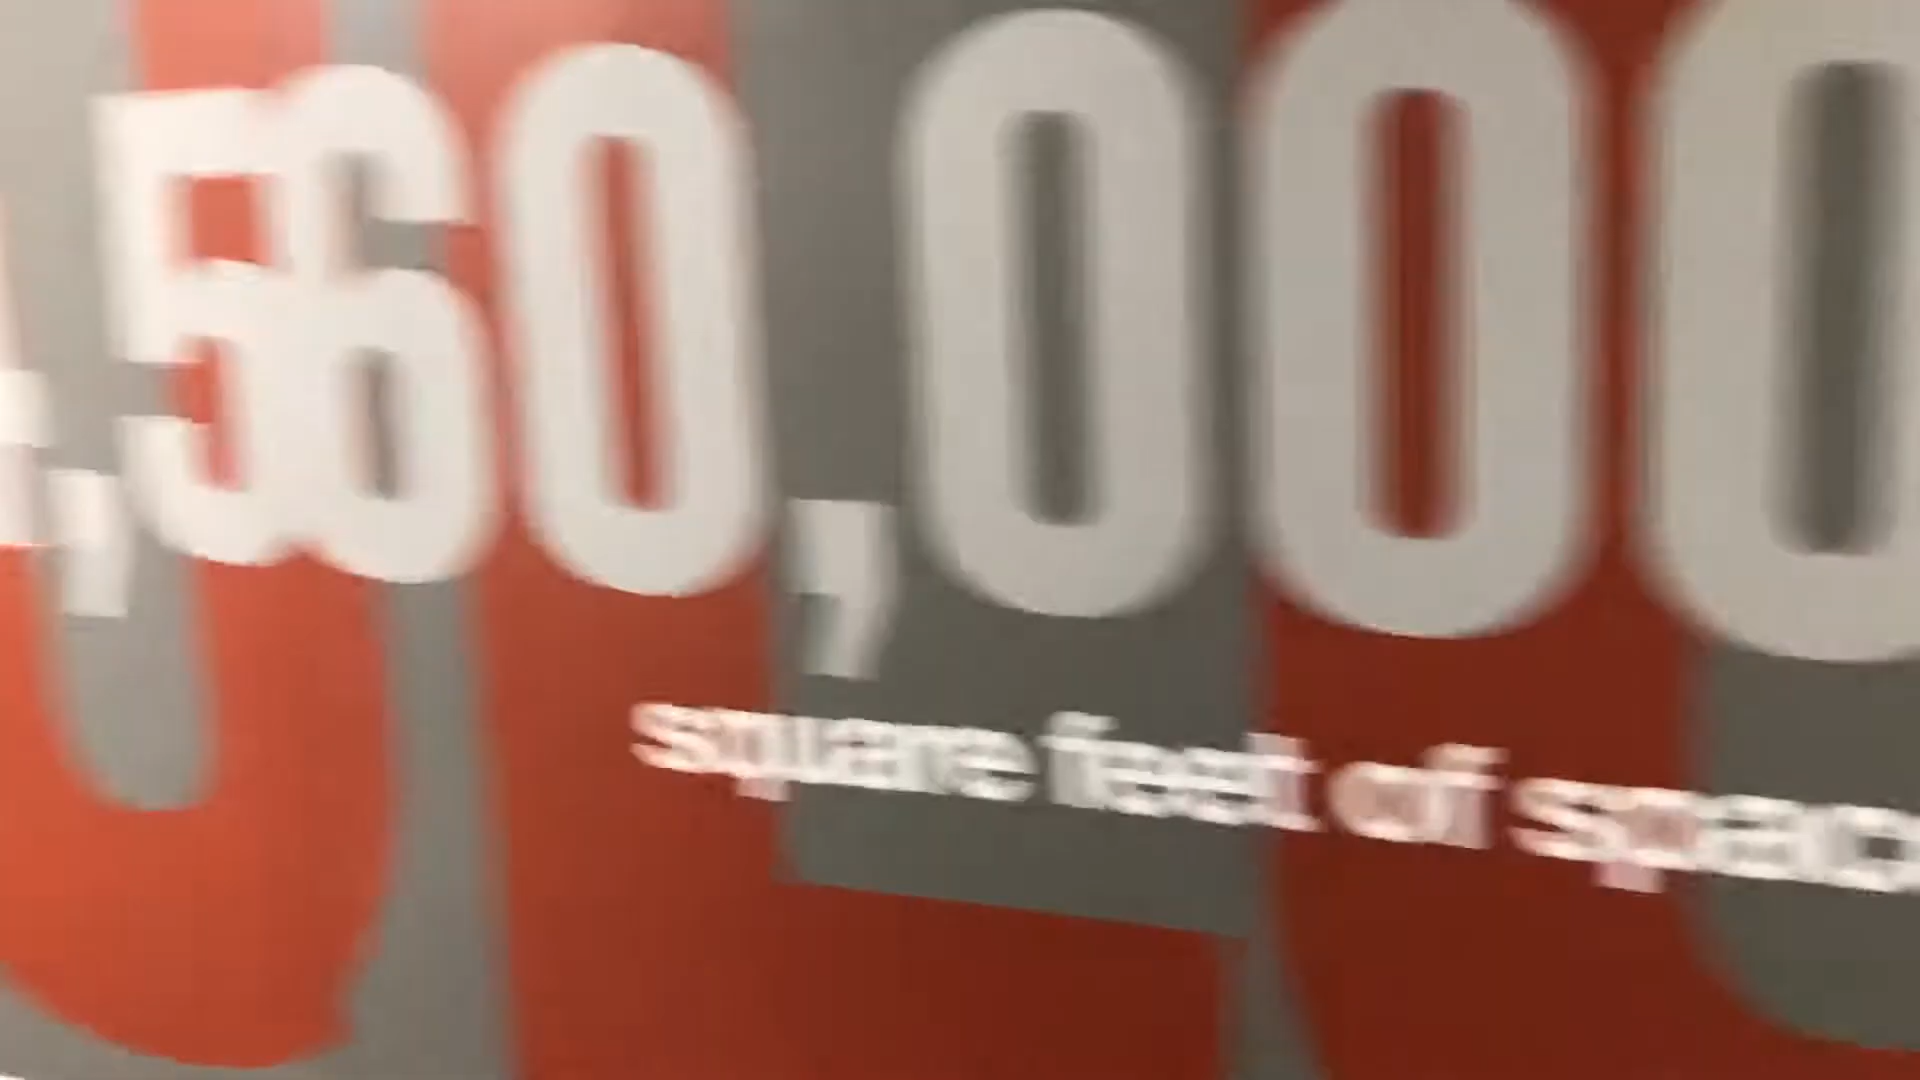 ,560,000
square feet of spac